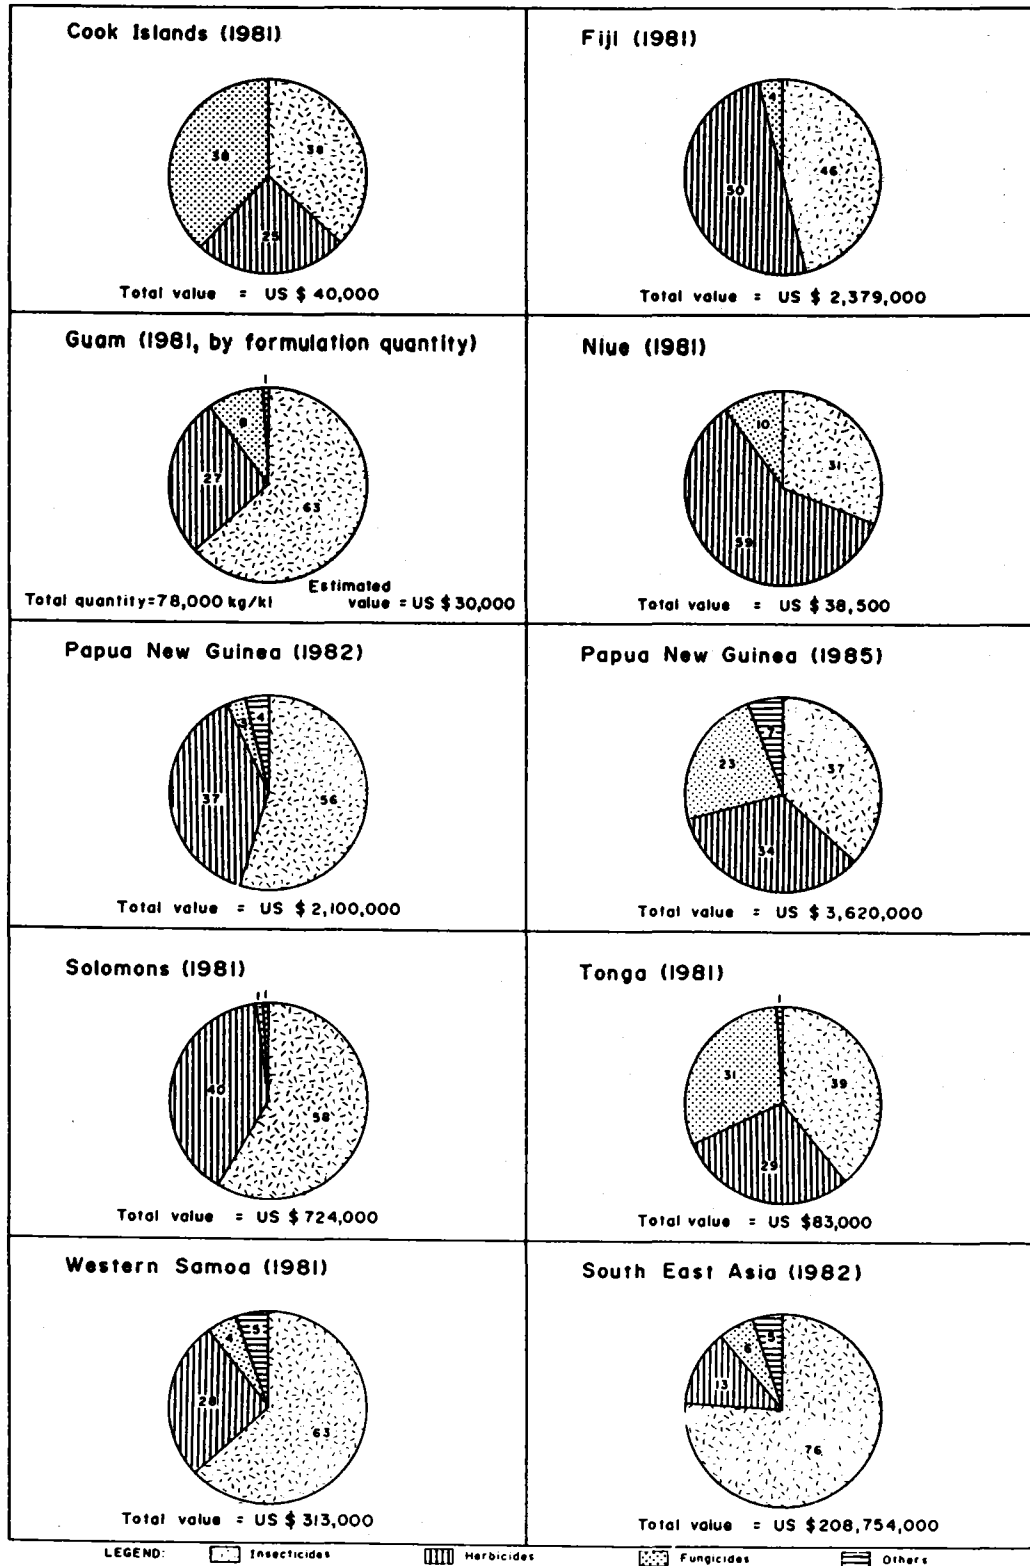 Cook Islands (1981)
38
38
25
Total value = US $ 40,000
Fiji (1981)
4
46
50
Total value = US $ 2,379,000
Guam (1981, by formulation quantity)
1
9
27
63
Estimated
Total quantity=78,000 kg/kl value = US $30,000
Niue (1981)
10
31
59
Total value = US $ 38,500
Papua New Guinea (1982)
3
4
37
56
Total value = US $ 2,100,000
Papua New Guinea (1985)
7
23
37
34
Total value = US $ 3,620,000
Solomons (1981)
1 1
40
58
Total value = US $ 724,000
Tonga (1981)
1
31
39
29
Total value = US $83,000
Western Samoa (1981)
4
5
28
63
Total value = US $ 313,000
South East Asia (1982)
6
5
13
76
Total value = US $208,754,000
LEGEND: Insecticides Herbicides Fungicides Others